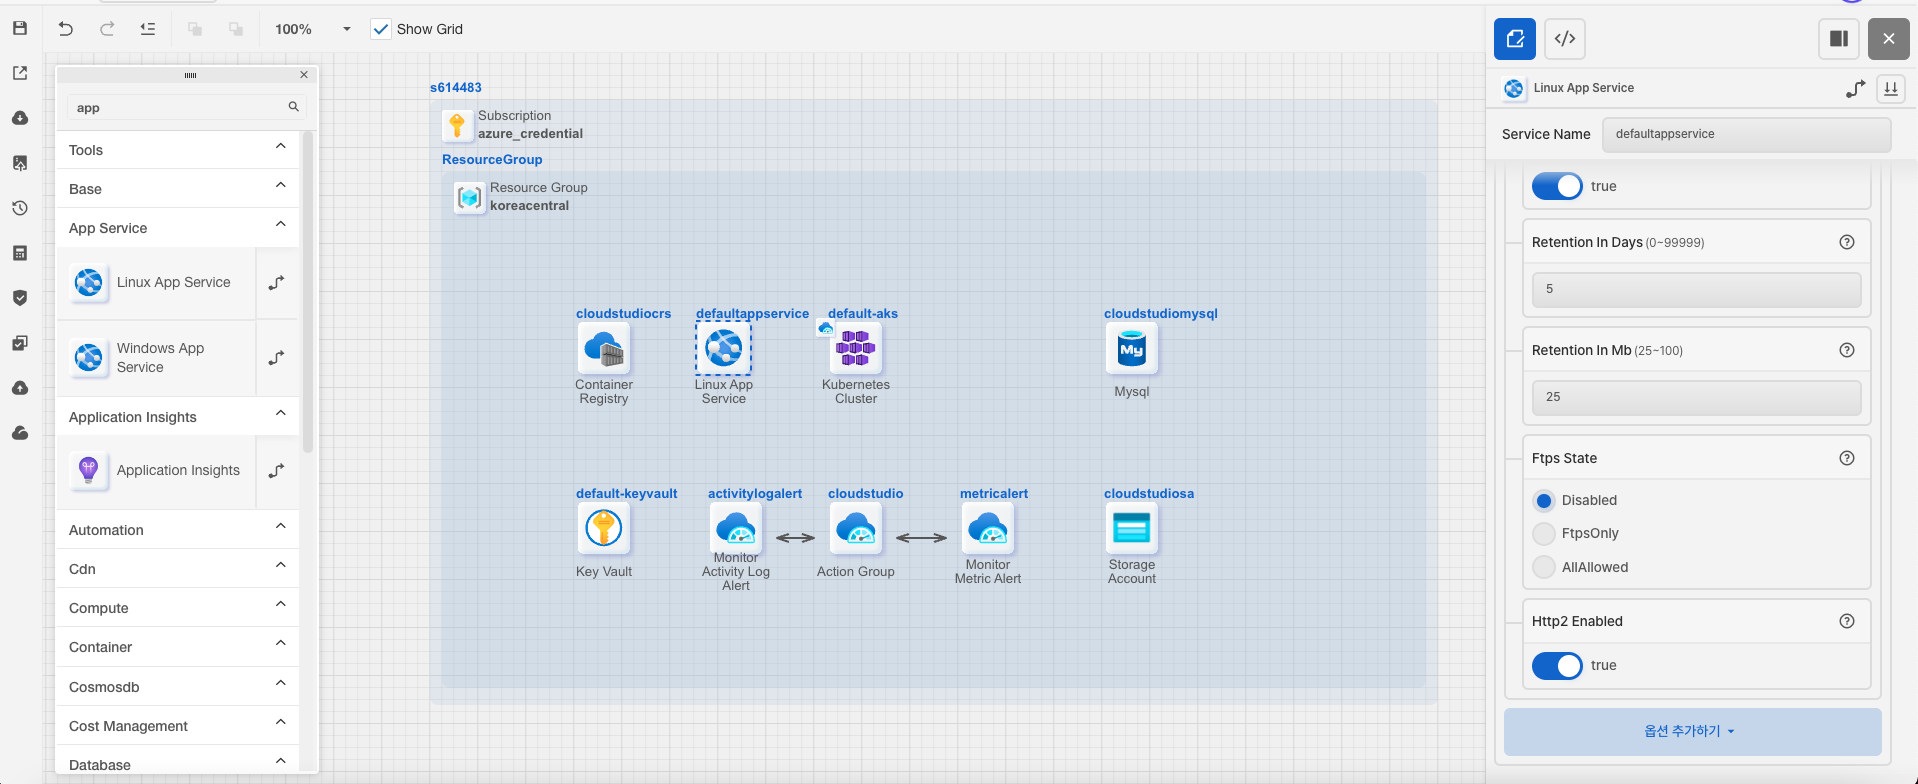 100%
Show Grid
app
Tools
Base
App Service
Linux App Service
Windows App
Service
Application Insights
Application Insights
Automation
Cdn
Compute
Container
Cosmosdb
Cost Management
Database
s614483
Subscription
azure_credential
ResourceGroup
Resource Group
koreacentral
cloudstudiocrs
Container
Registry
defaultappservice
Linux App
Service
default-aks
Kubernetes
Cluster
cloudstudiomysql
My
Mysql
default-keyvault
Key Vault
activitylogalert
Monitor
Activity Log
Alert
cloudstudio
Action Group
metricalert
Monitor
Metric Alert
cloudstudiosa
Storage
Account
Linux App Service
Service Name
defaultappservice
true
Retention In Days (0~99999)
5
Retention In Mb (25~100)
25
Ftps State
Disabled
FtpsOnly
AllAllowed
Http2 Enabled
true
옵션 추가하기